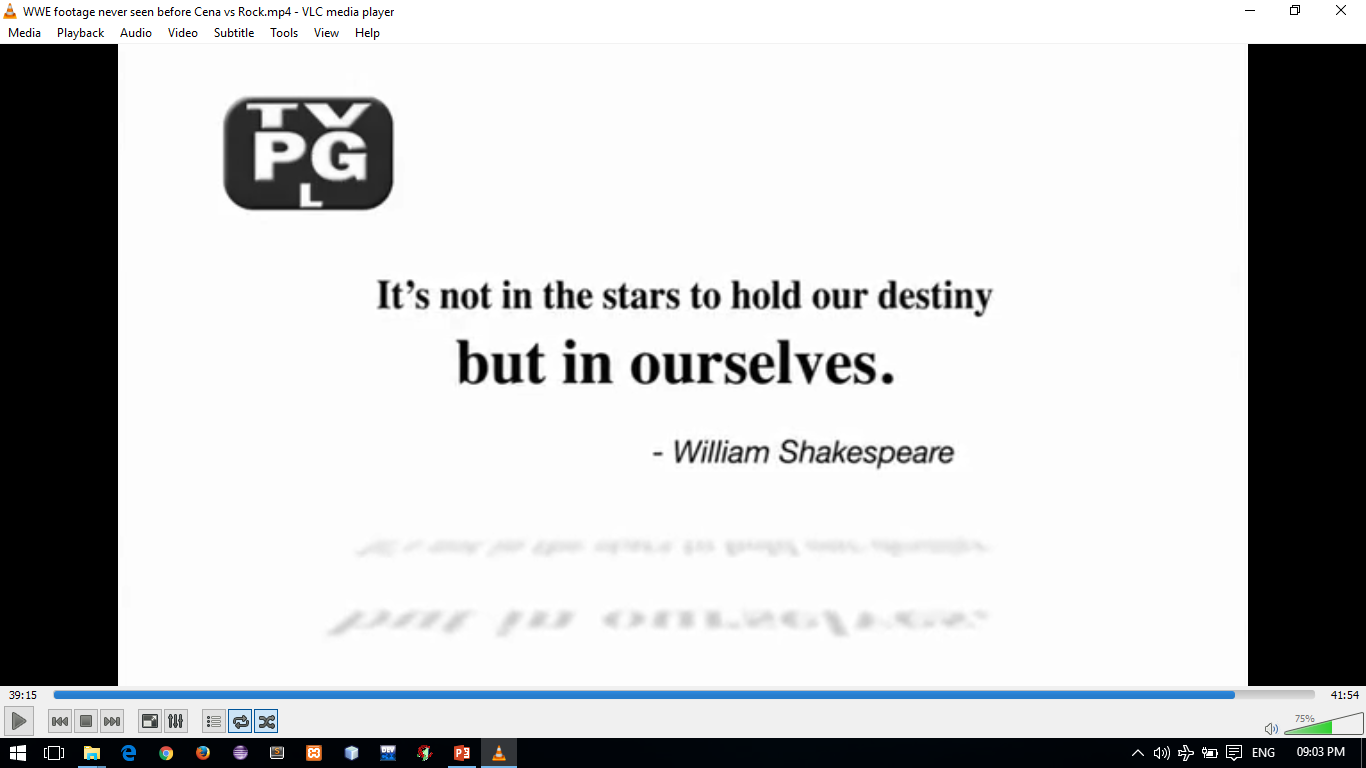 WWE footage never seen before Cena vs Rock.mp4 - VLC media player
Media Playback Audio Video Subtitle Tools View Help
TV
PG
L
It's not in the stars to hold our destiny
but in ourselves.
- William Shakespeare
39:15
41:54
75%
ENG
09:03 PM